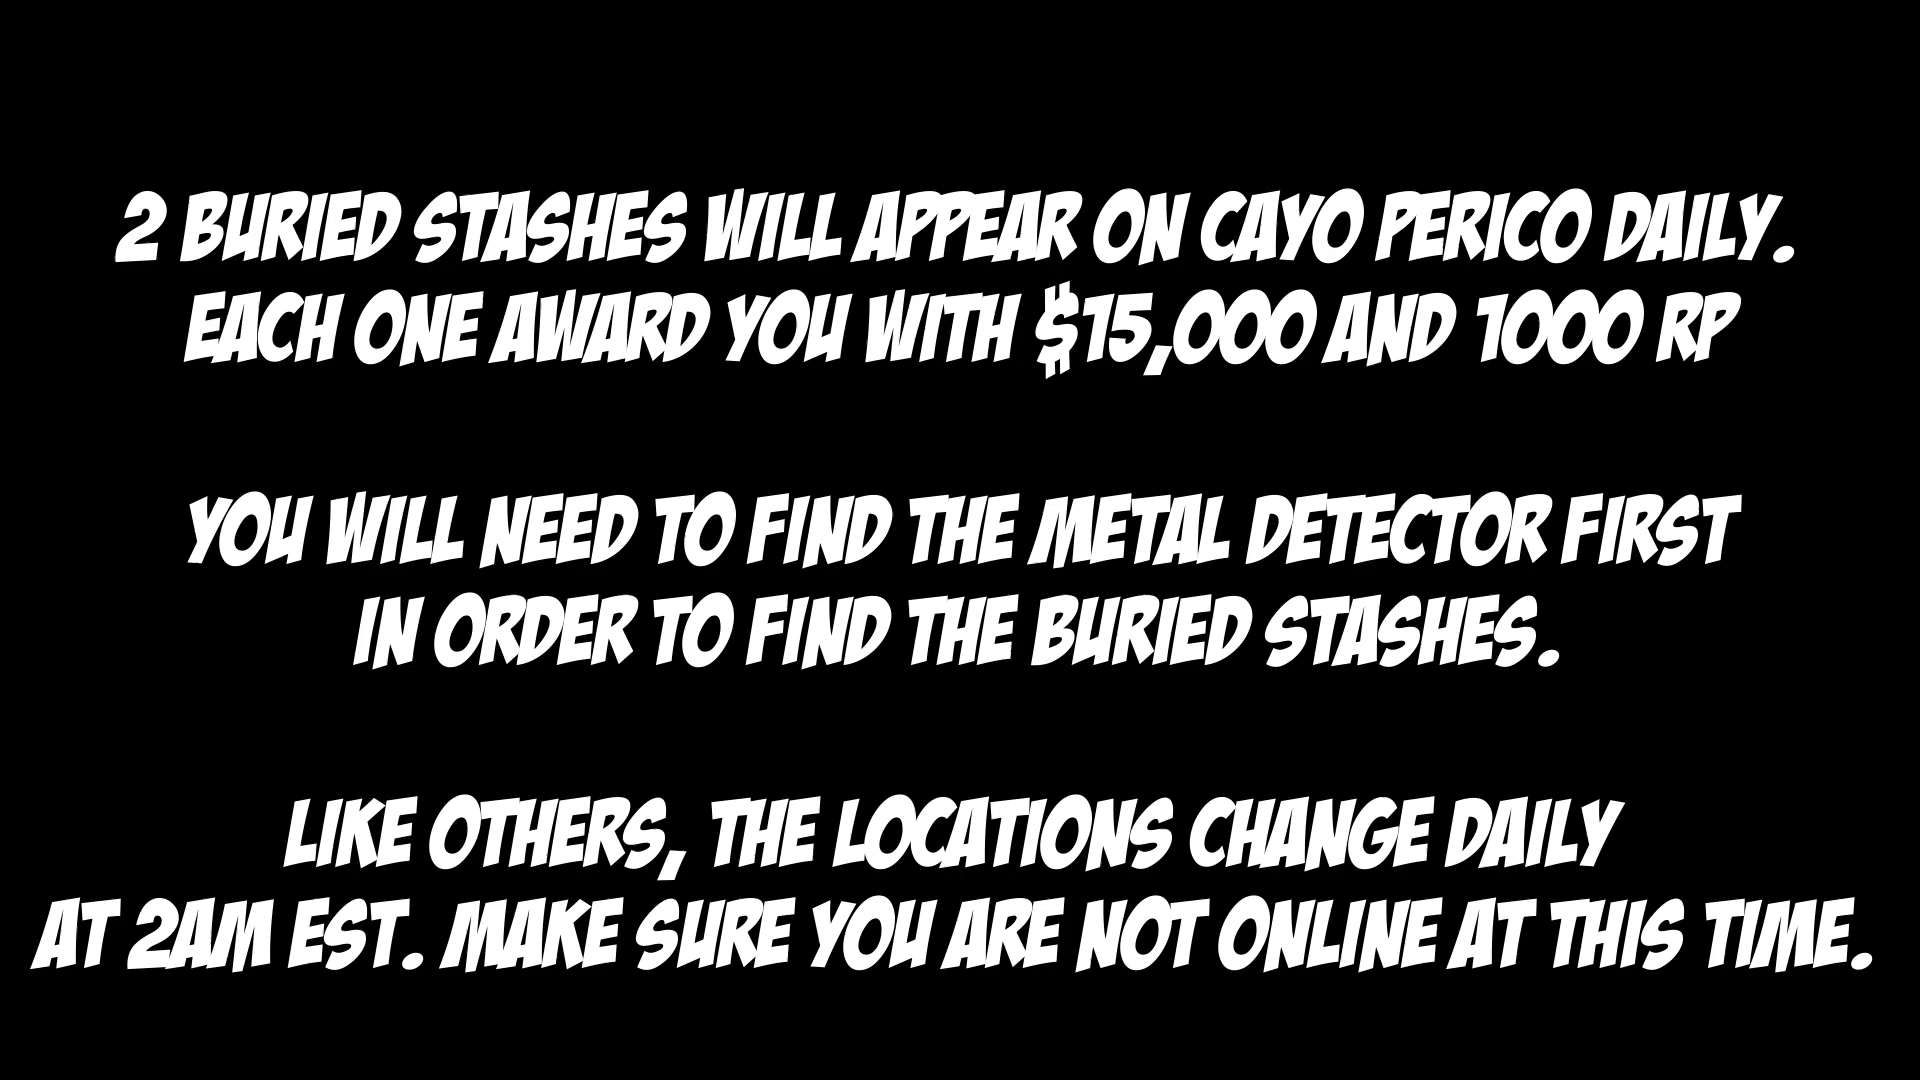 2 BURIED STASHES WILL APPEAR ON CAYO PERICO DAILY.
EACH ONE AWARD YOU WITH $15,000 AND 1000 RP
YOU WILL NEED TO FIND THE METAL DETECTOR FIRST
IN ORDER TO FIND THE BURIED STASHES.
LIKE OTHERS, THE LOCATIONS CHANGE DAILY
AT 2AM EST. MAKE SURE YOU ARE NOT ONLINE AT THIS TIME.